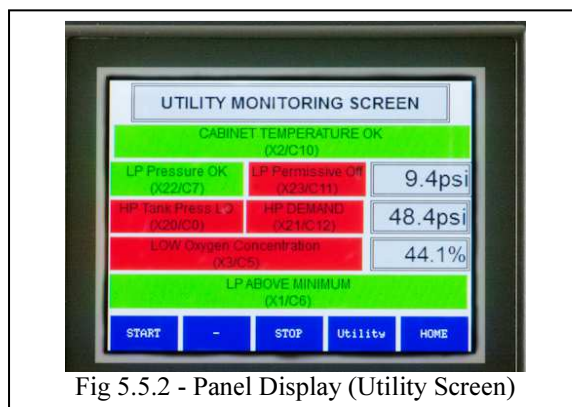 UTILITY MONITORING SCREEN
CABINET TEMPERATURE OK
(X2/C10)
LP Pressure OK
(X22/C7)
LP Permissive Off
(X23/C11)
9.4psi
HP Tank Press LO
(X20/C0)
HP DEMAND
(X21/C12)
48.4psi
LOW Oxygen Concentration
(X3/C5)
44.1%
LP ABOVE MINIMUM
(X1/C6)
START
-
STOP
Utility
HOME
Fig 5.5.2 - Panel Display (Utility Screen)